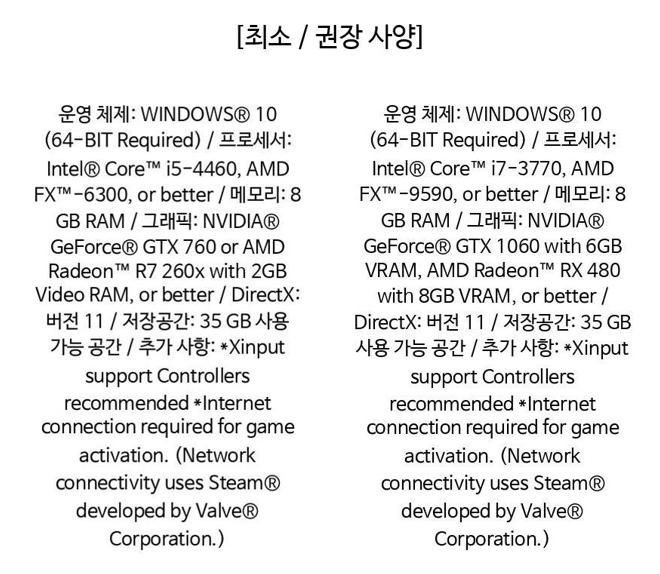 [최소 / 권장 사양]
운영 체제: WINDOWS® 10
(64-BIT Required) / 프로세서:
Intel® Core™ i5-4460, AMD
FX™-6300, or better / 메모리: 8
GB RAM / 그래픽: NVIDIA®
GeForce® GTX 760 or AMD
Radeon™ R7 260x with 2GB
Video RAM, or better / DirectX:
버전 11 / 저장공간: 35 GB 사용
가능 공간 / 추가 사항: *Xinput
support Controllers
recommended *Internet
connection required for game
activation. (Network
connectivity uses Steam®
developed by Valve®
Corporation.)
운영 체제: WINDOWS® 10
(64-BIT Required) / 프로세서:
Intel® Core™ i7-3770, AMD
FX™-9590, or better / 메모리: 8
GB RAM / 그래픽: NVIDIA®
GeForce® GTX 1060 with 6GB
VRAM, AMD Radeon™ RX 480
with 8GB VRAM, or better /
DirectX: 버전 11 / 저장공간: 35 GB
사용 가능 공간 / 추가 사항: *Xinput
support Controllers
recommended *Internet
connection required for game
activation. (Network
connectivity uses Steam®
developed by Valve®
Corporation.)